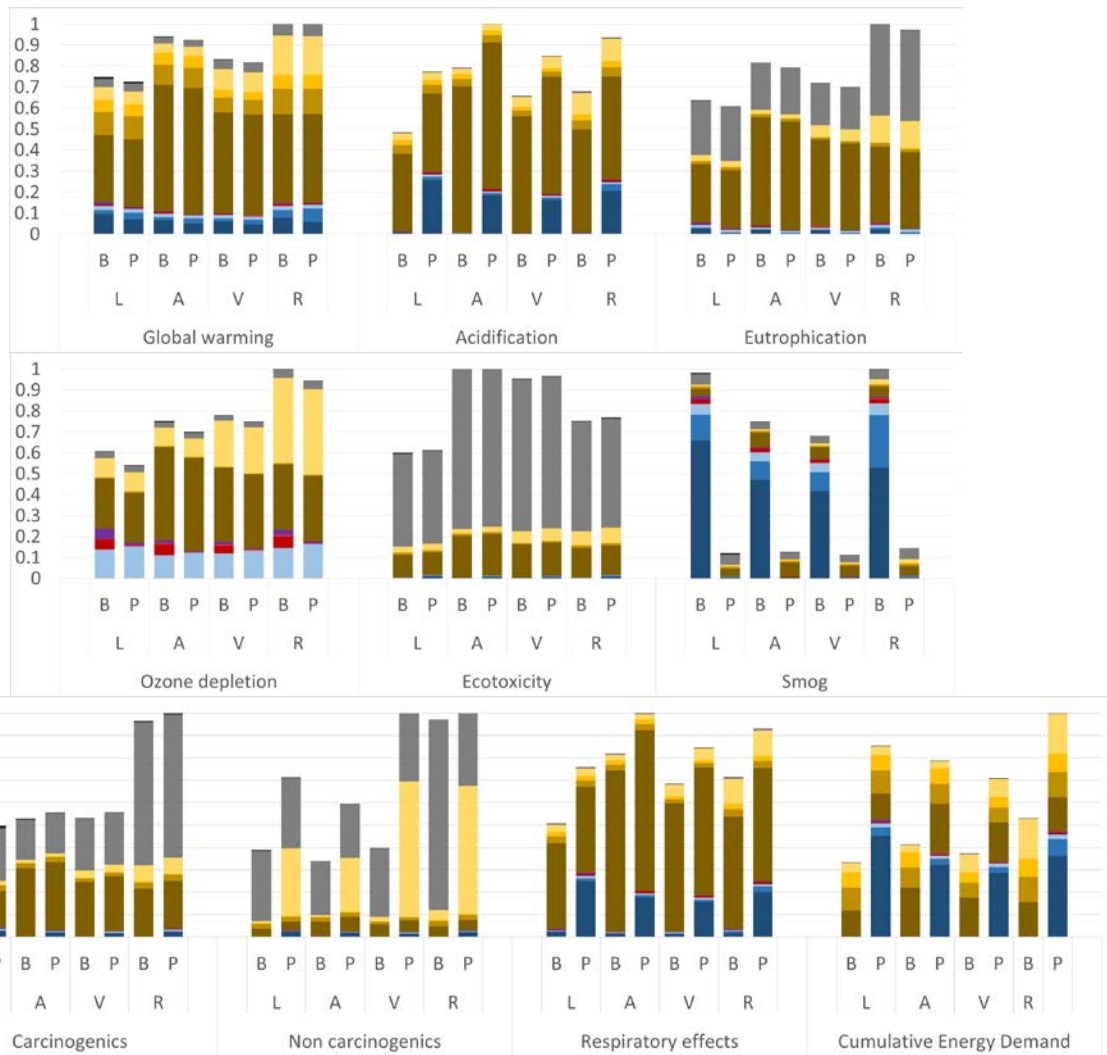 1
0.9
0.8
0.7
0.6
0.5
0.4
0.3
0.2
0.1
0
B P B P B P B P B P B P B P B P B P B P B P B P
L A V R L A V R L A V R
Global warming Acidification Eutrophication
1
0.9
0.8
0.7
0.6
0.5
0.4
0.3
0.2
0.1
0
B P B P B P B P B P B P B P B P B P B P B P B P
L A V R L A V R L A V R
Ozone depletion Ecotoxicity Smog
B P B P B P B P B P B P B P B P B P B P B P B P B P B P B P
A V R L A V R L A V R L A V R
Carcinogenics Non carcinogenics Respiratory effects Cumulative Energy Demand